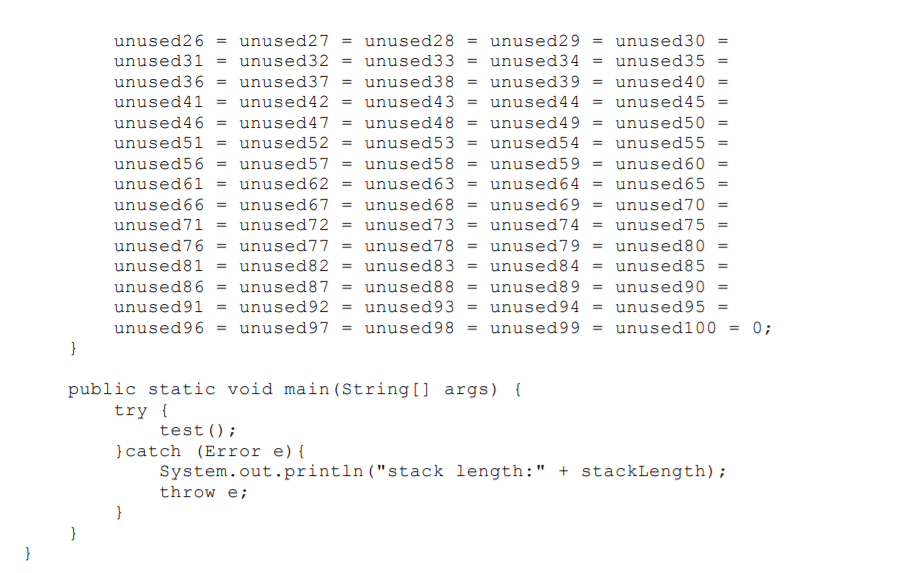 unused26 = unused27 = unused28 = unused29 = unused30 =
unused31 = unused32 = unused33 = unused34 = unused35 =
unused36 = unused37 = unused38 = unused39 = unused40 =
unused41 = unused42 = unused43 = unused44 = unused45 =
unused46 = unused47 = unused48 = unused49 = unused50 =
unused51 = unused52 = unused53 = unused54 = unused55 =
unused56 = unused57 = unused58 = unused59 = unused60 =
unused61 = unused62 = unused63 = unused64 = unused65 =
unused66 = unused67 = unused68 = unused69 = unused70 =
unused71 = unused72 = unused73 = unused74 = unused75 =
unused76 = unused77 = unused78 = unused79 = unused80 =
unused81 = unused82 = unused83 = unused84 = unused85 =
unused86 = unused87 = unused88 = unused89 = unused90 =
unused91 = unused92 = unused93 = unused94 = unused95 =
unused96 = unused97 = unused98 = unused99 = unused100 = 0;
}
public static void main(String[] args) {
try {
test();
}catch (Error e){
System.out.println("stack length:" + stackLength);
throw e;
}
}
}